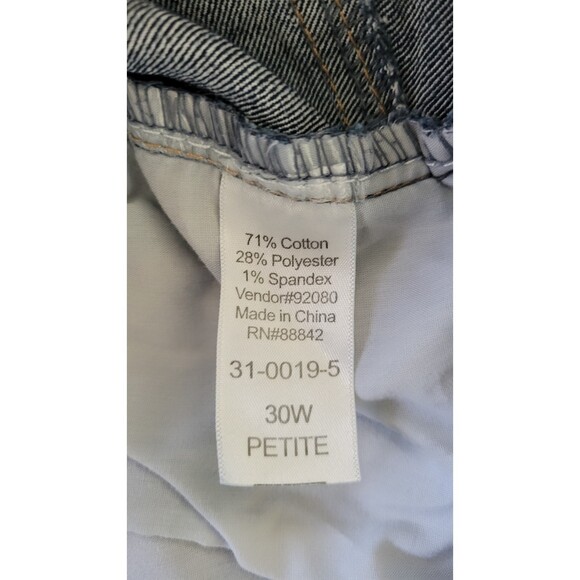 71% Cotton
28% Polyester
1% Spandex
Vendor#92080
Made in China
RN#88842
31-0019-5
30W
PETITE